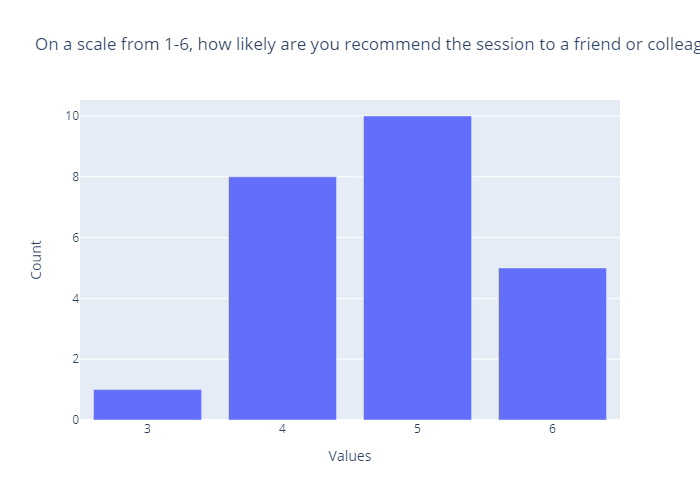 On a scale from 1-6, how likely are you recommend the session to a friend or
10
8
6
4
2
0
Count
3 4 5 6
Values